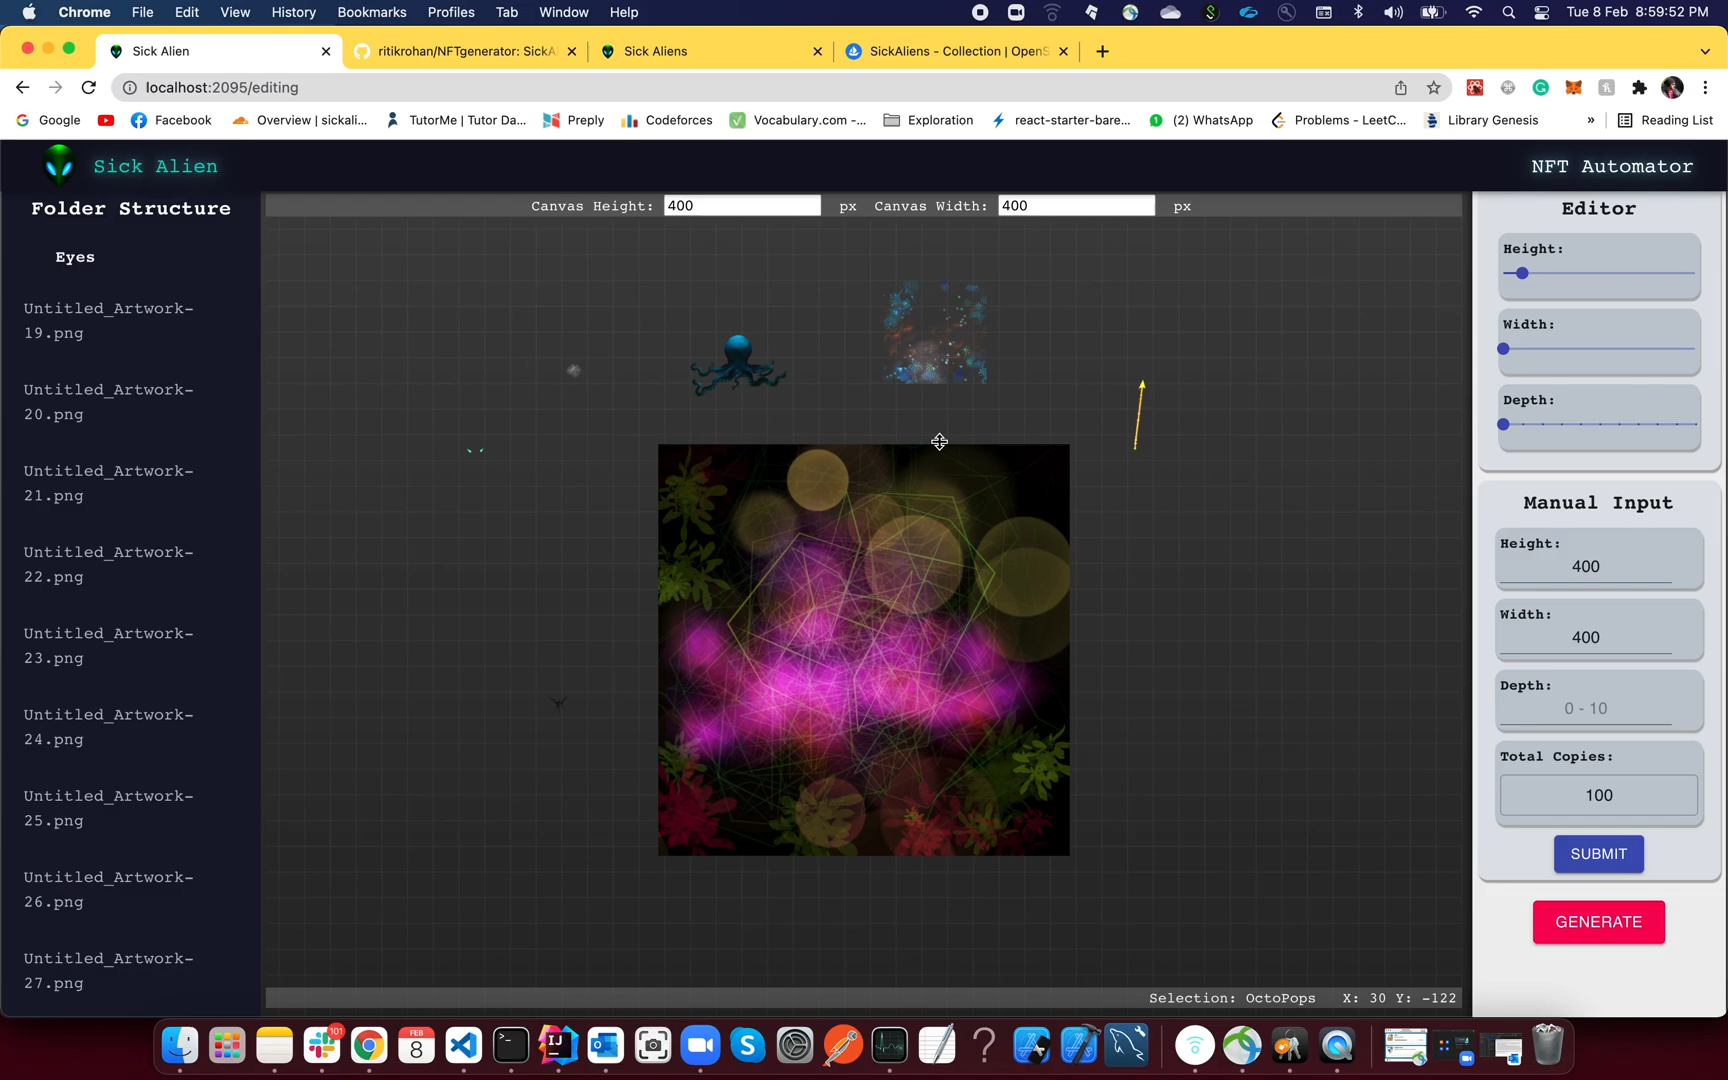 Chrome File Edit View History Bookmarks Profiles Tab Window Help Tue 8 Feb 8:59:52 PM
Sick Alien ritikrohan/NFTgenerator: SickA Sick Aliens SickAliens - Collection | OpenS
localhost:2095/editing
Google Facebook Overview | sickali... TutorMe | Tutor Da... Preply Codeforces Vocabulary.com -... Exploration react-starter-bare... (2) WhatsApp Problems - LeetC... Library Genesis » Reading List
Sick Alien NFT Automator
Folder Structure
Eyes
Untitled_Artwork-
19.png
Untitled_Artwork-
20.png
Untitled_Artwork-
21.png
Untitled_Artwork-
22.png
Untitled_Artwork-
23.png
Untitled_Artwork-
24.png
Untitled_Artwork-
25.png
Untitled_Artwork-
26.png
Untitled_Artwork-
27.png
Canvas Height: 400 px Canvas Width: 400 px
Selection: OctoPops X: 30 Y: -122
Editor
Height:
Width:
Depth:
Manual Input
Height:
400
Width:
400
Depth:
0 - 10
Total Copies:
100
SUBMIT
GENERATE
101
FEB
8